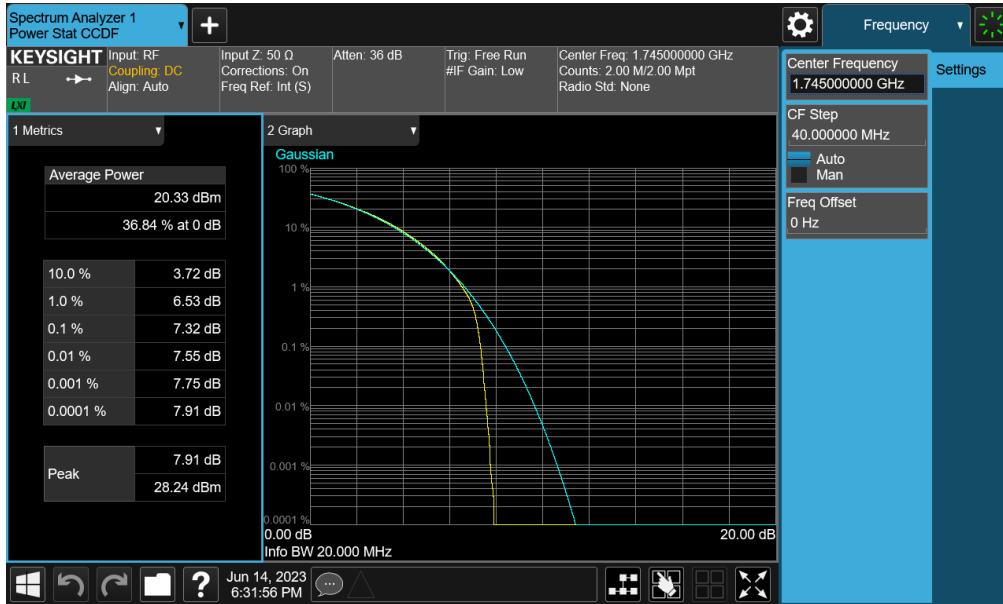 Spectrum Analyzer 1
Power Stat CCDF
Frequency
KEYSIGHT
R L
LXI
Input: RF
Coupling: DC
Align: Auto
Input Z: 50 Ω
Corrections: On
Freq Ref: Int (S)
Atten: 36 dB
Trig: Free Run
#IF Gain: Low
Center Freq: 1.745000000 GHz
Counts: 2.00 M/2.00 Mpt
Radio Std: None
Center Frequency
1.745000000 GHz
Settings
CF Step
40.000000 MHz
Auto
Man
Freq Offset
0 Hz
1 Metrics
Average Power
20.33 dBm
36.84 % at 0 dB
10.0 % 3.72 dB
1.0 % 6.53 dB
0.1 % 7.32 dB
0.01 % 7.55 dB
0.001 % 7.75 dB
0.0001 % 7.91 dB
Peak
7.91 dB
28.24 dBm
2 Graph
Gaussian
100 %
10 %
1 %
0.1 %
0.01 %
0.001 %
0.0001 %
0.00 dB 20.00 dB
Info BW 20.000 MHz
?
Jun 14, 2023
6:31:56 PM